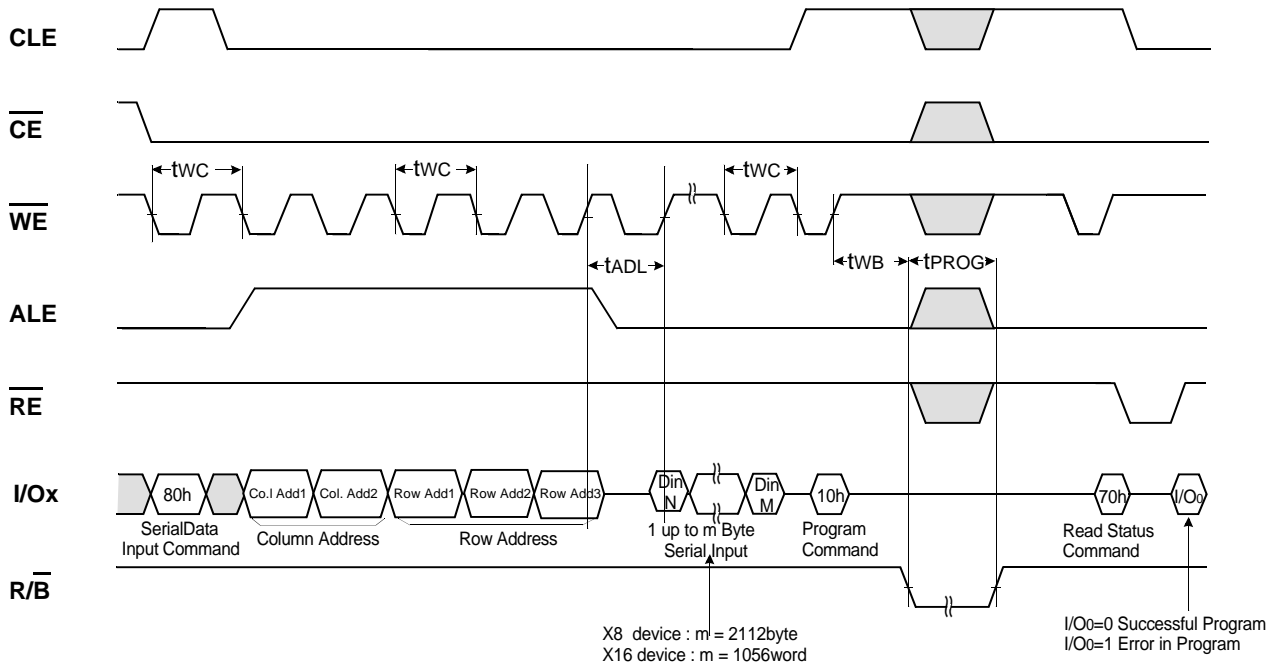 CLE
CE
tWC
tWC
tWC
WE
tADL
tWB
tPROG
ALE
RE
I/Ox
80h
Co.l Add1
Col. Add2
Row Add1
Row Add2
Row Add3
Din
N
Din
M
10h
70h
I/O0
SerialData
Input Command
Column Address
Row Address
1 up to m Byte
Serial Input
Program
Command
Read Status
Command
R/B
X8 device : m = 2112byte
X16 device : m = 1056word
I/O0=0 Successful Program
I/O0=1 Error in Program